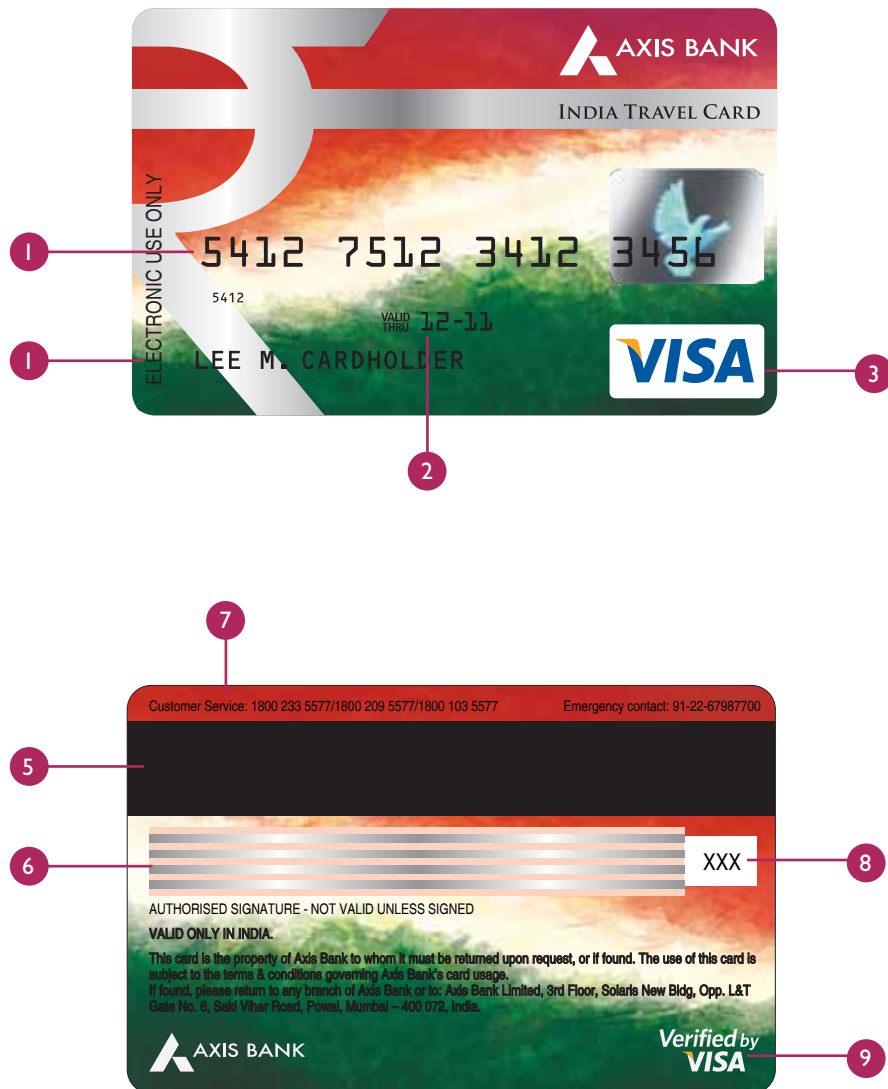 AXIS BANK
INDIA TRAVEL CARD
ELECTRONIC USE ONLY
1
5412 7512 3412 3456
5412
VALID THRU 12-11
1
LEE M. CARDHOLDER
VISA
3
2
7
Customer Service: 1800 233 5577/1800 209 5577/1800 103 5577 Emergency contact: 91-22-67987700
5
6
XXX
8
AUTHORISED SIGNATURE - NOT VALID UNLESS SIGNED
VALID ONLY IN INDIA.
This card is the property of Axis Bank to whom it must be returned upon request, or if found. The use of this card is
subject to the terms & conditions governing Axis Bank's card usage.
If found, please return to any branch of Axis Bank or to: Axis Bank Limited, 3rd Floor, Solaris New Bldg, Opp. L&T
Gate No. 6, Saki Vihar Road, Powai, Mumbai – 400 072, India.
AXIS BANK
Verified by
VISA
9